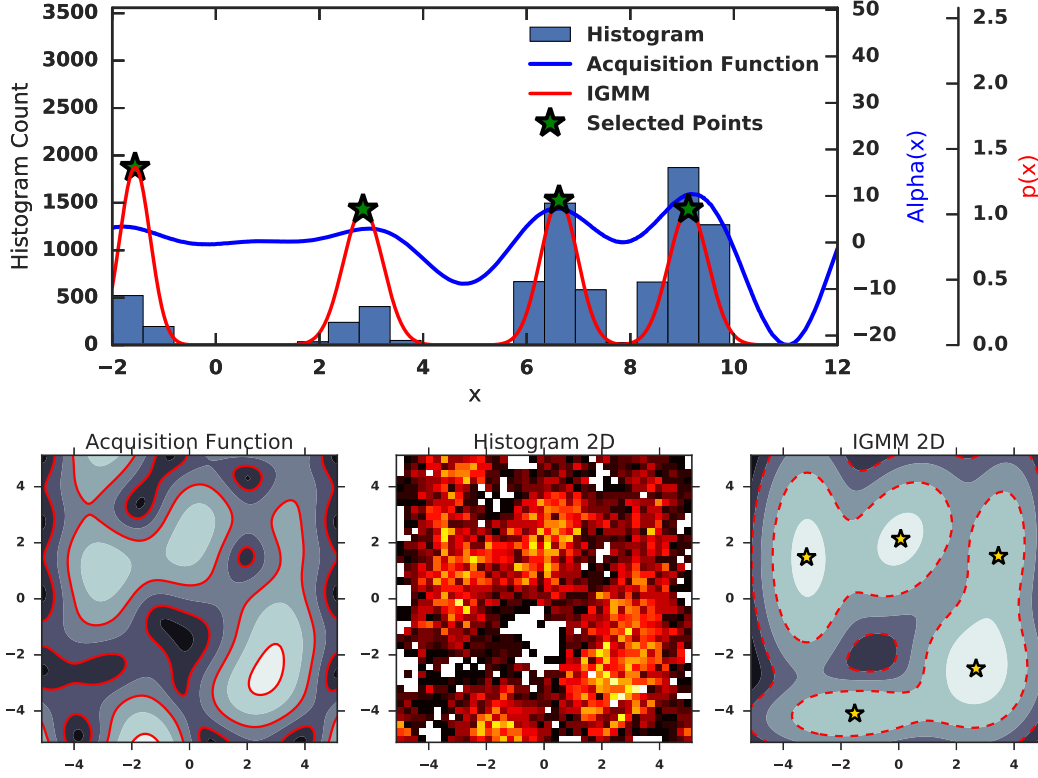 3500
3000
2500
2000
1500
1000
500
0
Histogram Count
50
40
30
20
10
0
−10
−20
Alpha(x)
2.5
2.0
1.5
1.0
0.5
0.0
p(x)
Histogram
Acquisition Function
IGMM
Selected Points
−2 0 2 4 6 8 10 12
x
Acquisition Function
4
2
0
−2
−4
−4 −2 0 2 4
Histogram 2D
4
2
0
−2
−4
−4 −2 0 2 4
IGMM 2D
4
2
0
−2
−4
−4 −2 0 2 4